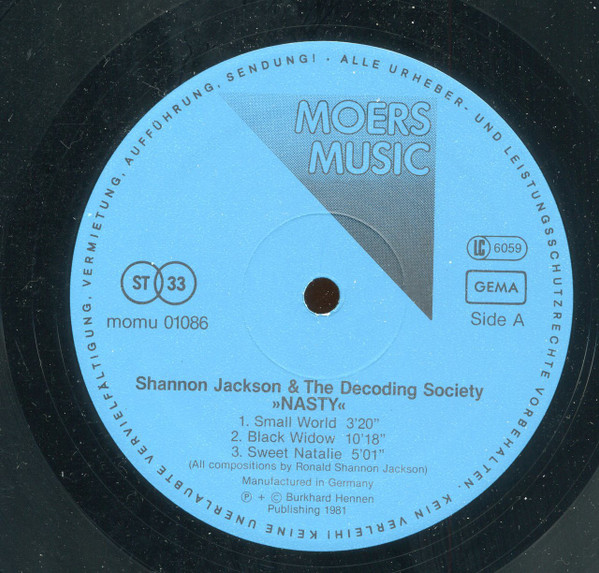 ALLE URHEBER- UND LEISTUNGSSCHUTZRECHTE VORBEHALTEN. KEIN VERLEIH! KEINE UNERLAUBTE VERVIELFÄLTIGUNG, VERMIETUNG, AUFFÜHRUNG, SENDUNG! ·
MOERS
MUSIC
ST 33
LC 6059
GEMA
momu 01086
Side A
Shannon Jackson & The Decoding Society
»NASTY«
1. Small World 3'20"
2. Black Widow 10'18"
3. Sweet Natalie 5'01"
(All compositions by Ronald Shannon Jackson)
Manufactured in Germany
℗ + © Burkhard Hennen
Publishing 1981